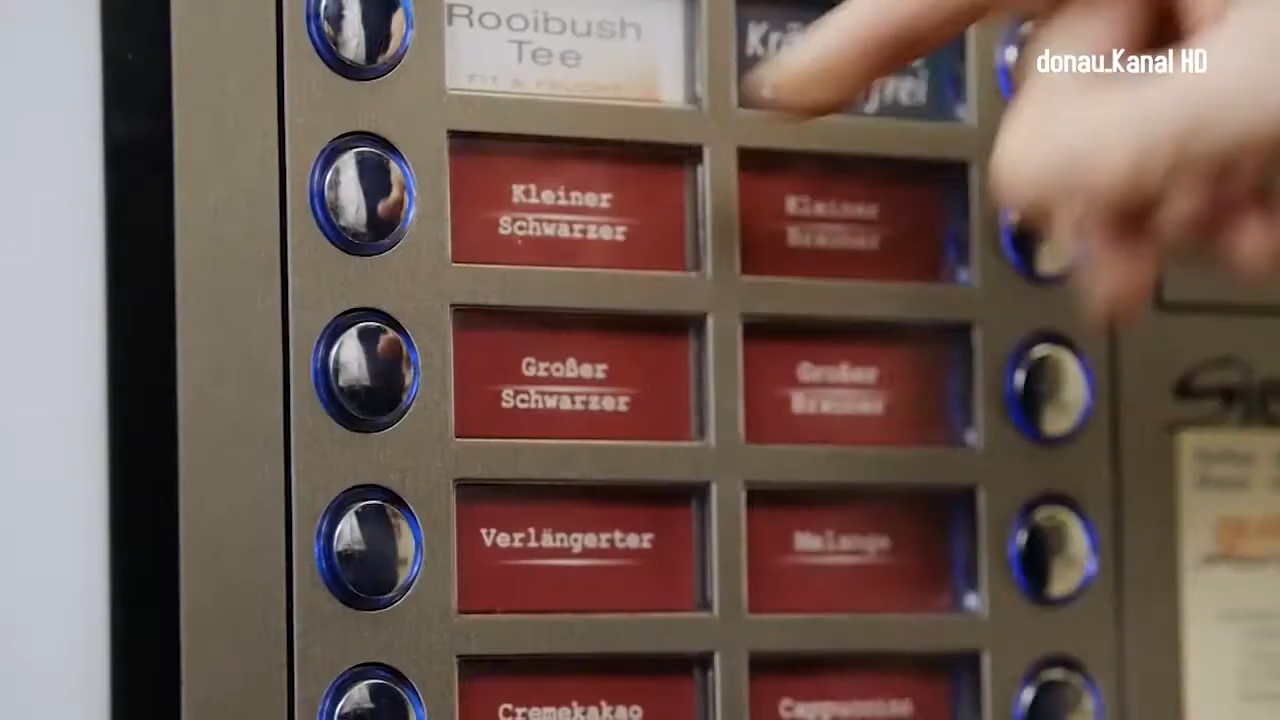 donau_Kanal HD
Rooibush
Tee
Kleiner
Schwarzer
Kleiner
Brauner
Großer
Schwarzer
Großer
Brauner
Verlängerter
Melange
Cremekakao
Cappuccino